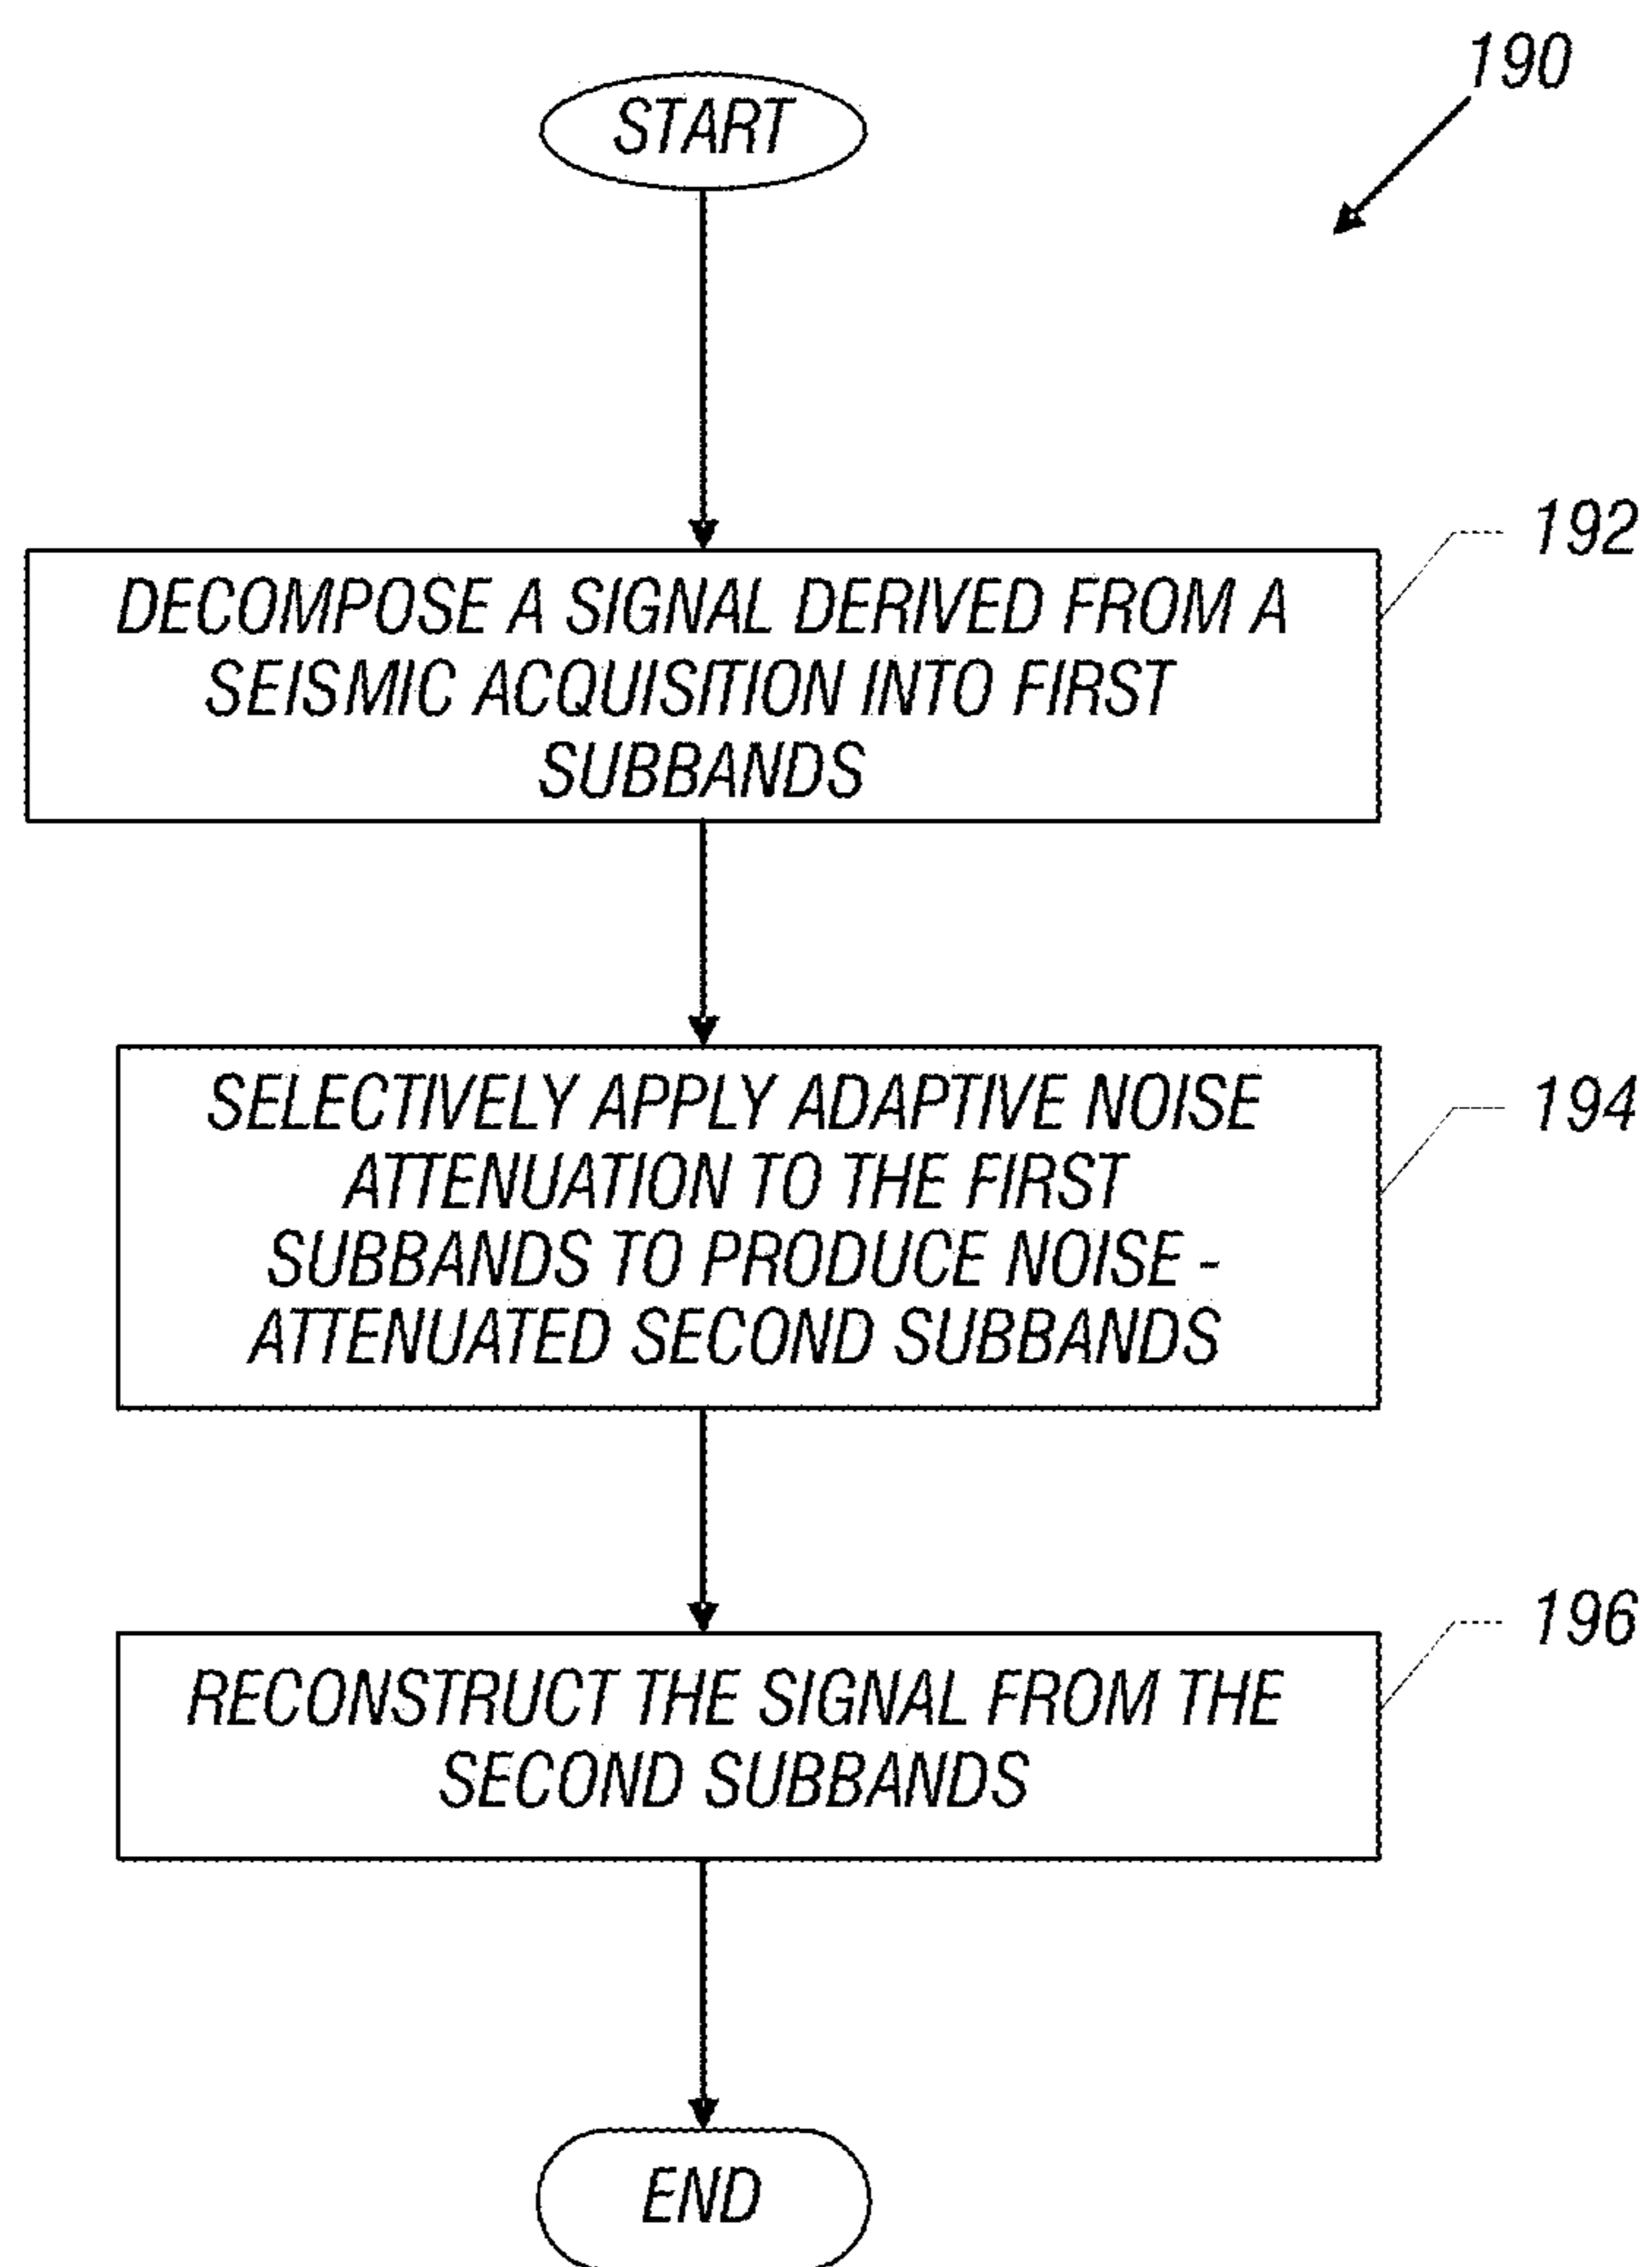 190
START
192
DECOMPOSE A SIGNAL DERIVED FROM A
SEISMIC ACQUISITION INTO FIRST
SUBBANDS
194
SELECTIVELY APPLY ADAPTIVE NOISE
ATTENUATION TO THE FIRST
SUBBANDS TO PRODUCE NOISE -
ATTENUATED SECOND SUBBANDS
196
RECONSTRUCT THE SIGNAL FROM THE
SECOND SUBBANDS
END